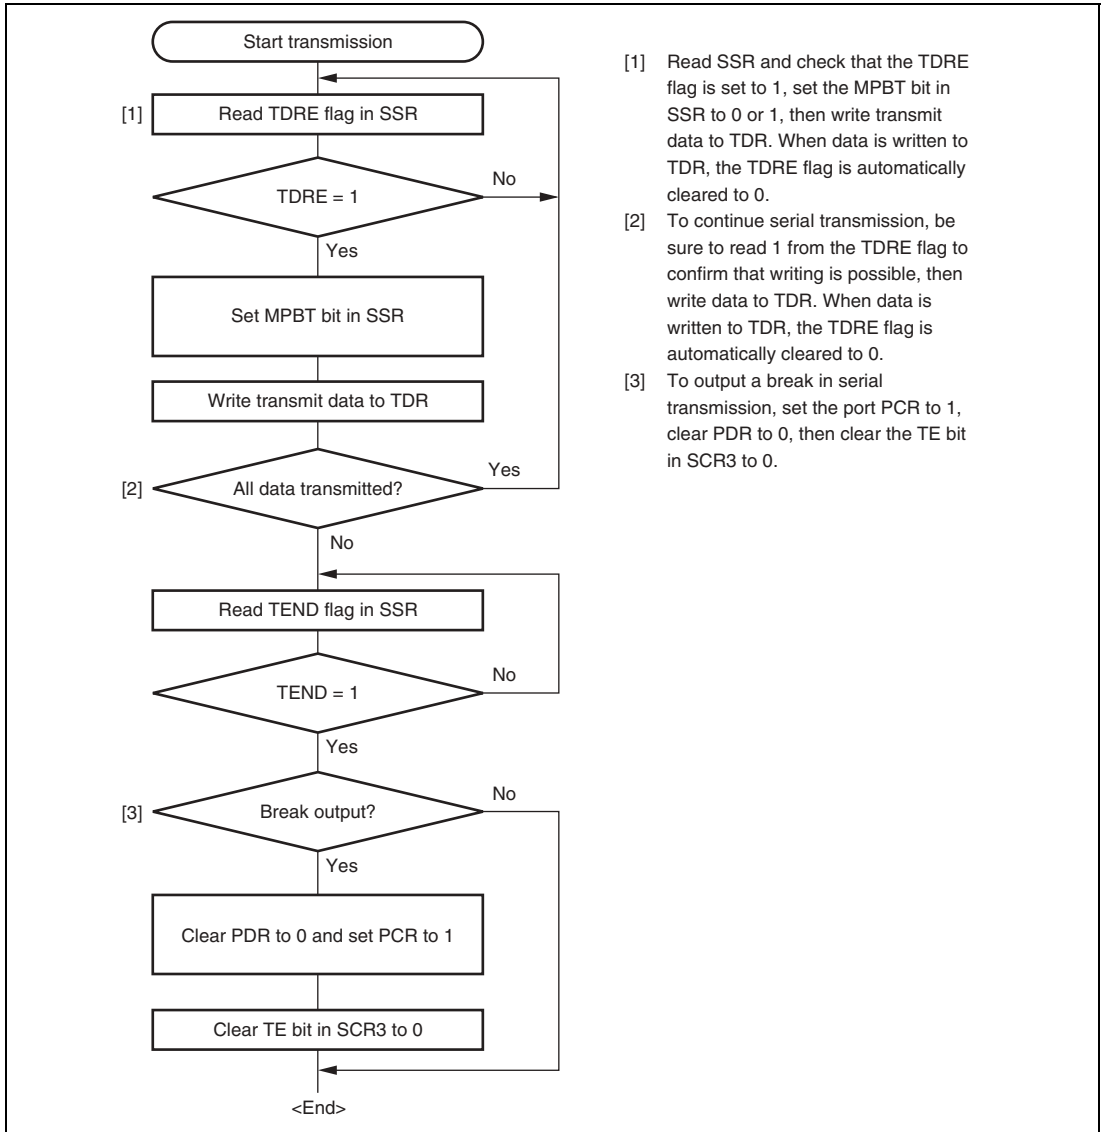 Start transmission
[1]
Read TDRE flag in SSR
TDRE = 1
No
Yes
Set MPBT bit in SSR
Write transmit data to TDR
[2]
All data transmitted?
Yes
No
Read TEND flag in SSR
TEND = 1
No
Yes
[3]
Break output?
No
Yes
Clear PDR to 0 and set PCR to 1
Clear TE bit in SCR3 to 0
<End>
[1] Read SSR and check that the TDRE
flag is set to 1, set the MPBT bit in
SSR to 0 or 1, then write transmit
data to TDR. When data is written to
TDR, the TDRE flag is automatically
cleared to 0.
[2] To continue serial transmission, be
sure to read 1 from the TDRE flag to
confirm that writing is possible, then
write data to TDR. When data is
written to TDR, the TDRE flag is
automatically cleared to 0.
[3] To output a break in serial
transmission, set the port PCR to 1,
clear PDR to 0, then clear the TE bit
in SCR3 to 0.